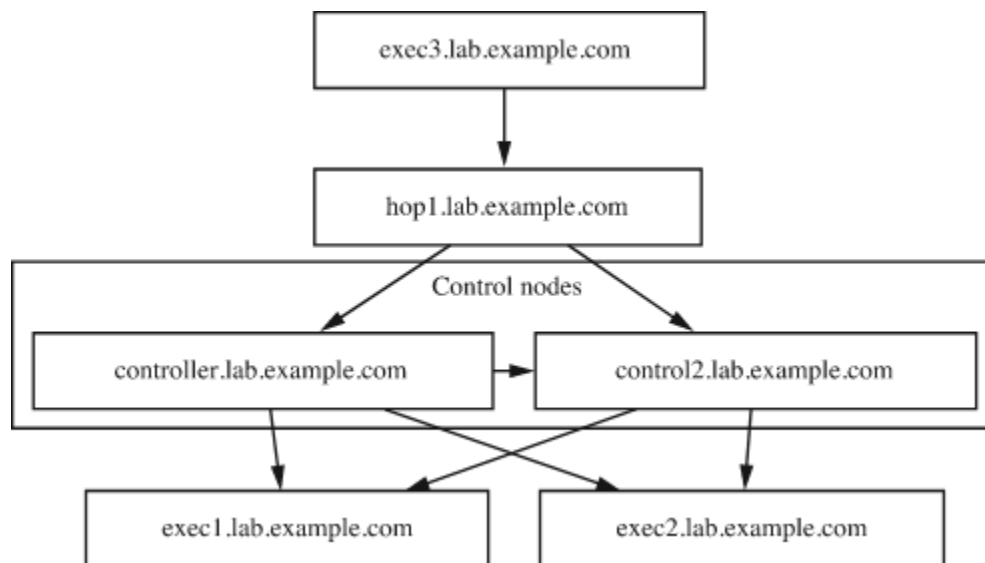 exec3.lab.example.com
hop1.lab.example.com
Control nodes
controller.lab.example.com
control2.lab.example.com
exec1.lab.example.com
exec2.lab.example.com